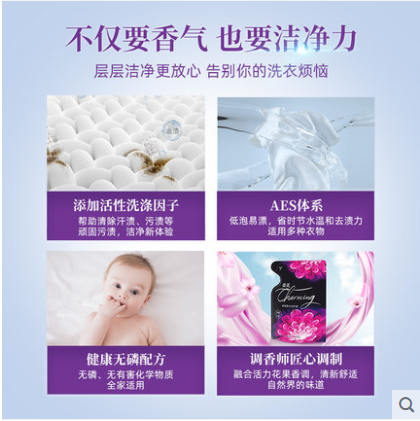 不仅要香气 也要洁净力
层层洁净更放心 告别你的洗衣烦恼
添加活性洗涤因子
帮助清除汗渍、污渍等
顽固污渍，洁净新体验
AES体系
低泡易漂，省时节水温和去渍力
适用多种衣物
Charming
健康无磷配方
无磷、无有害化学物质
全家适用
调香师匠心调制
融合活力花果香调，清新舒适
自然界的味道